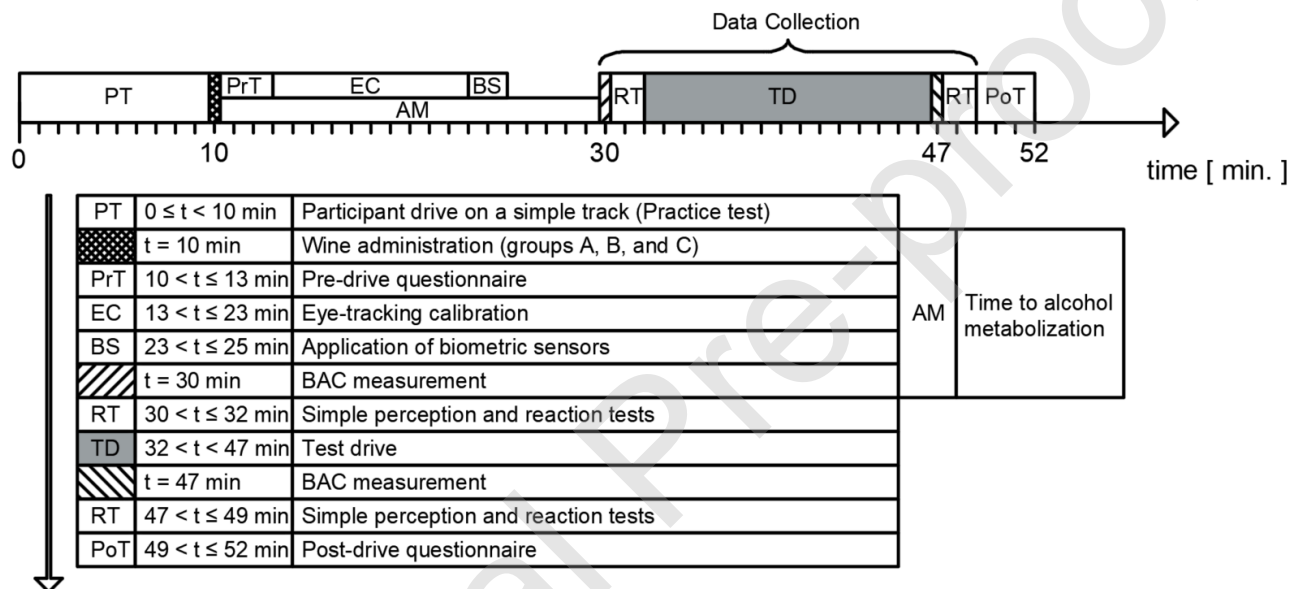 Data Collection
PT PrT EC BS AM RT TD RT PoT
0 10 30 47 52
time [ min. ]
PT 0 ≤ t < 10 min Participant drive on a simple track (Practice test)
t = 10 min Wine administration (groups A, B, and C)
PrT 10 < t ≤ 13 min Pre-drive questionnaire
EC 13 < t ≤ 23 min Eye-tracking calibration
BS 23 < t ≤ 25 min Application of biometric sensors
t = 30 min BAC measurement
AM Time to alcohol
metabolization
RT 30 < t ≤ 32 min Simple perception and reaction tests
TD 32 < t < 47 min Test drive
t = 47 min BAC measurement
RT 47 < t ≤ 49 min Simple perception and reaction tests
PoT 49 < t ≤ 52 min Post-drive questionnaire
al Pre-proo